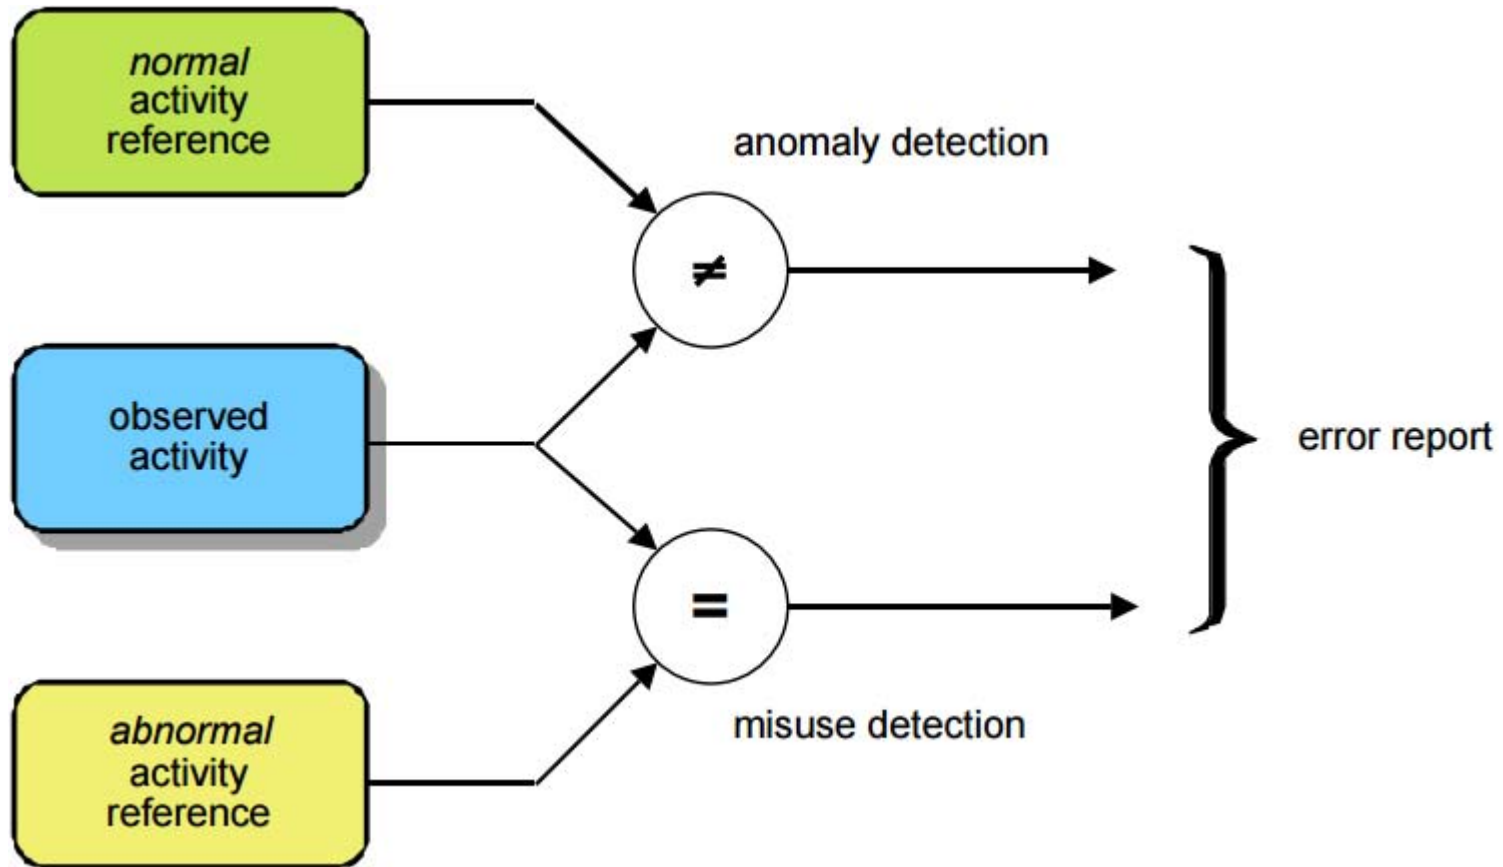 normal
activity
reference
anomaly detection
≠
observed
activity
error report
=
misuse detection
abnormal
activity
reference